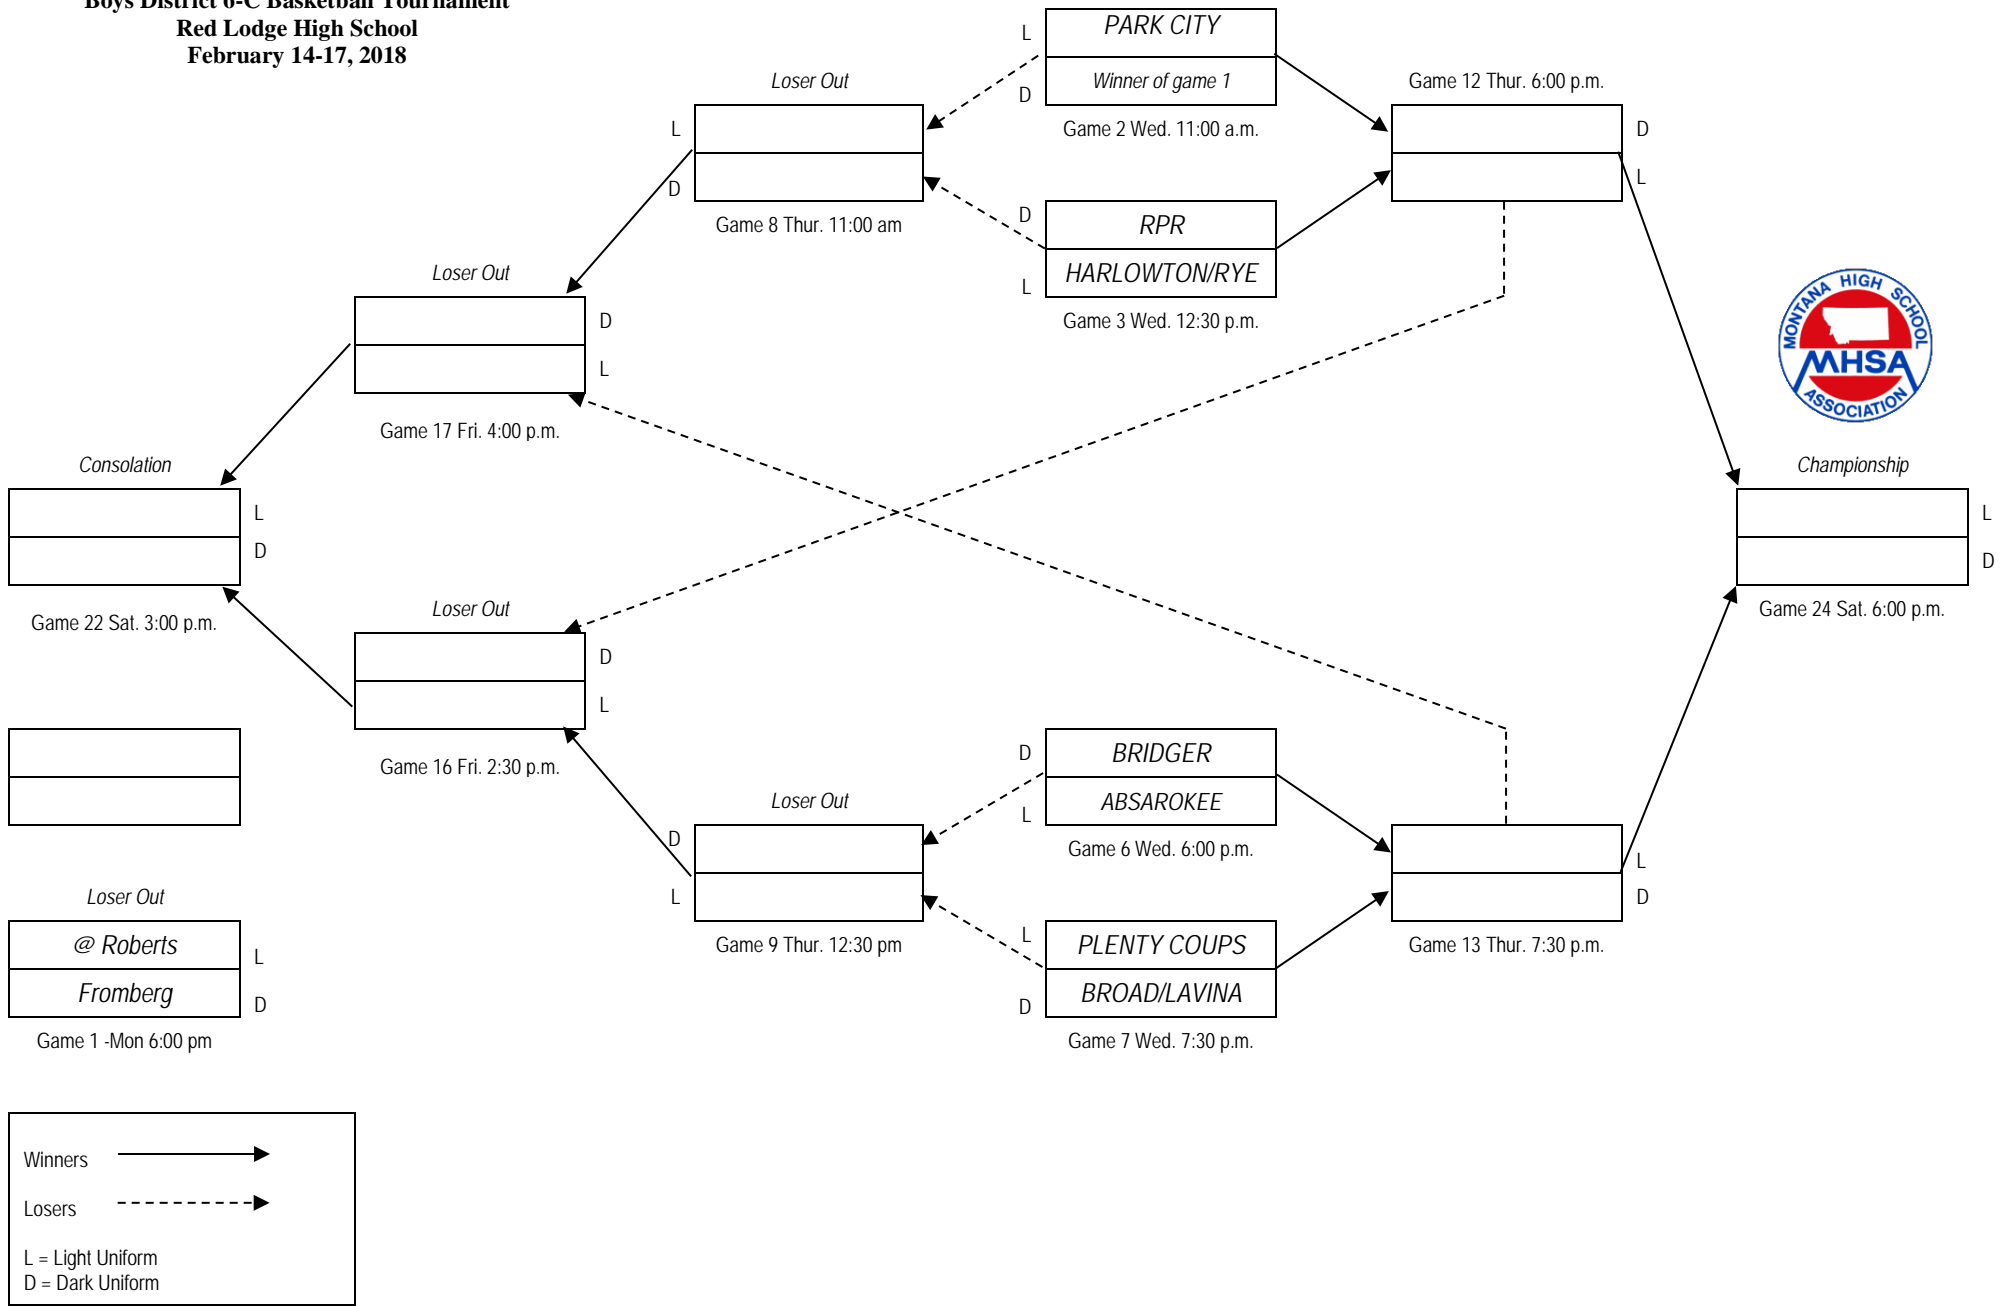 Boys District 6-C Basketball Tournament
Red Lodge High School
February 14-17, 2018
L
PARK CITY
Winner of game 1
D
Game 2 Wed. 11:00 a.m.
Loser Out
L
D
Game 8 Thur. 11:00 am
Game 12 Thur. 6:00 p.m.
D
L
D
RPR
HARLOWTON/RYE
L
Game 3 Wed. 12:30 p.m.
Loser Out
D
L
Game 17 Fri. 4:00 p.m.
MONTANA HIGH SCHOOL
MHSA
ASSOCIATION
Consolation
L
D
Game 22 Sat. 3:00 p.m.
Championship
L
D
Game 24 Sat. 6:00 p.m.
Loser Out
D
L
Game 16 Fri. 2:30 p.m.
D
BRIDGER
ABSAROKEE
L
Game 6 Wed. 6:00 p.m.
Loser Out
D
L
Game 9 Thur. 12:30 pm
L
D
Game 13 Thur. 7:30 p.m.
L
PLENTY COUPS
BROAD/LAVINA
D
Game 7 Wed. 7:30 p.m.
Loser Out
@ Roberts
L
Fromberg
D
Game 1 -Mon 6:00 pm
Winners
Losers
L = Light Uniform
D = Dark Uniform